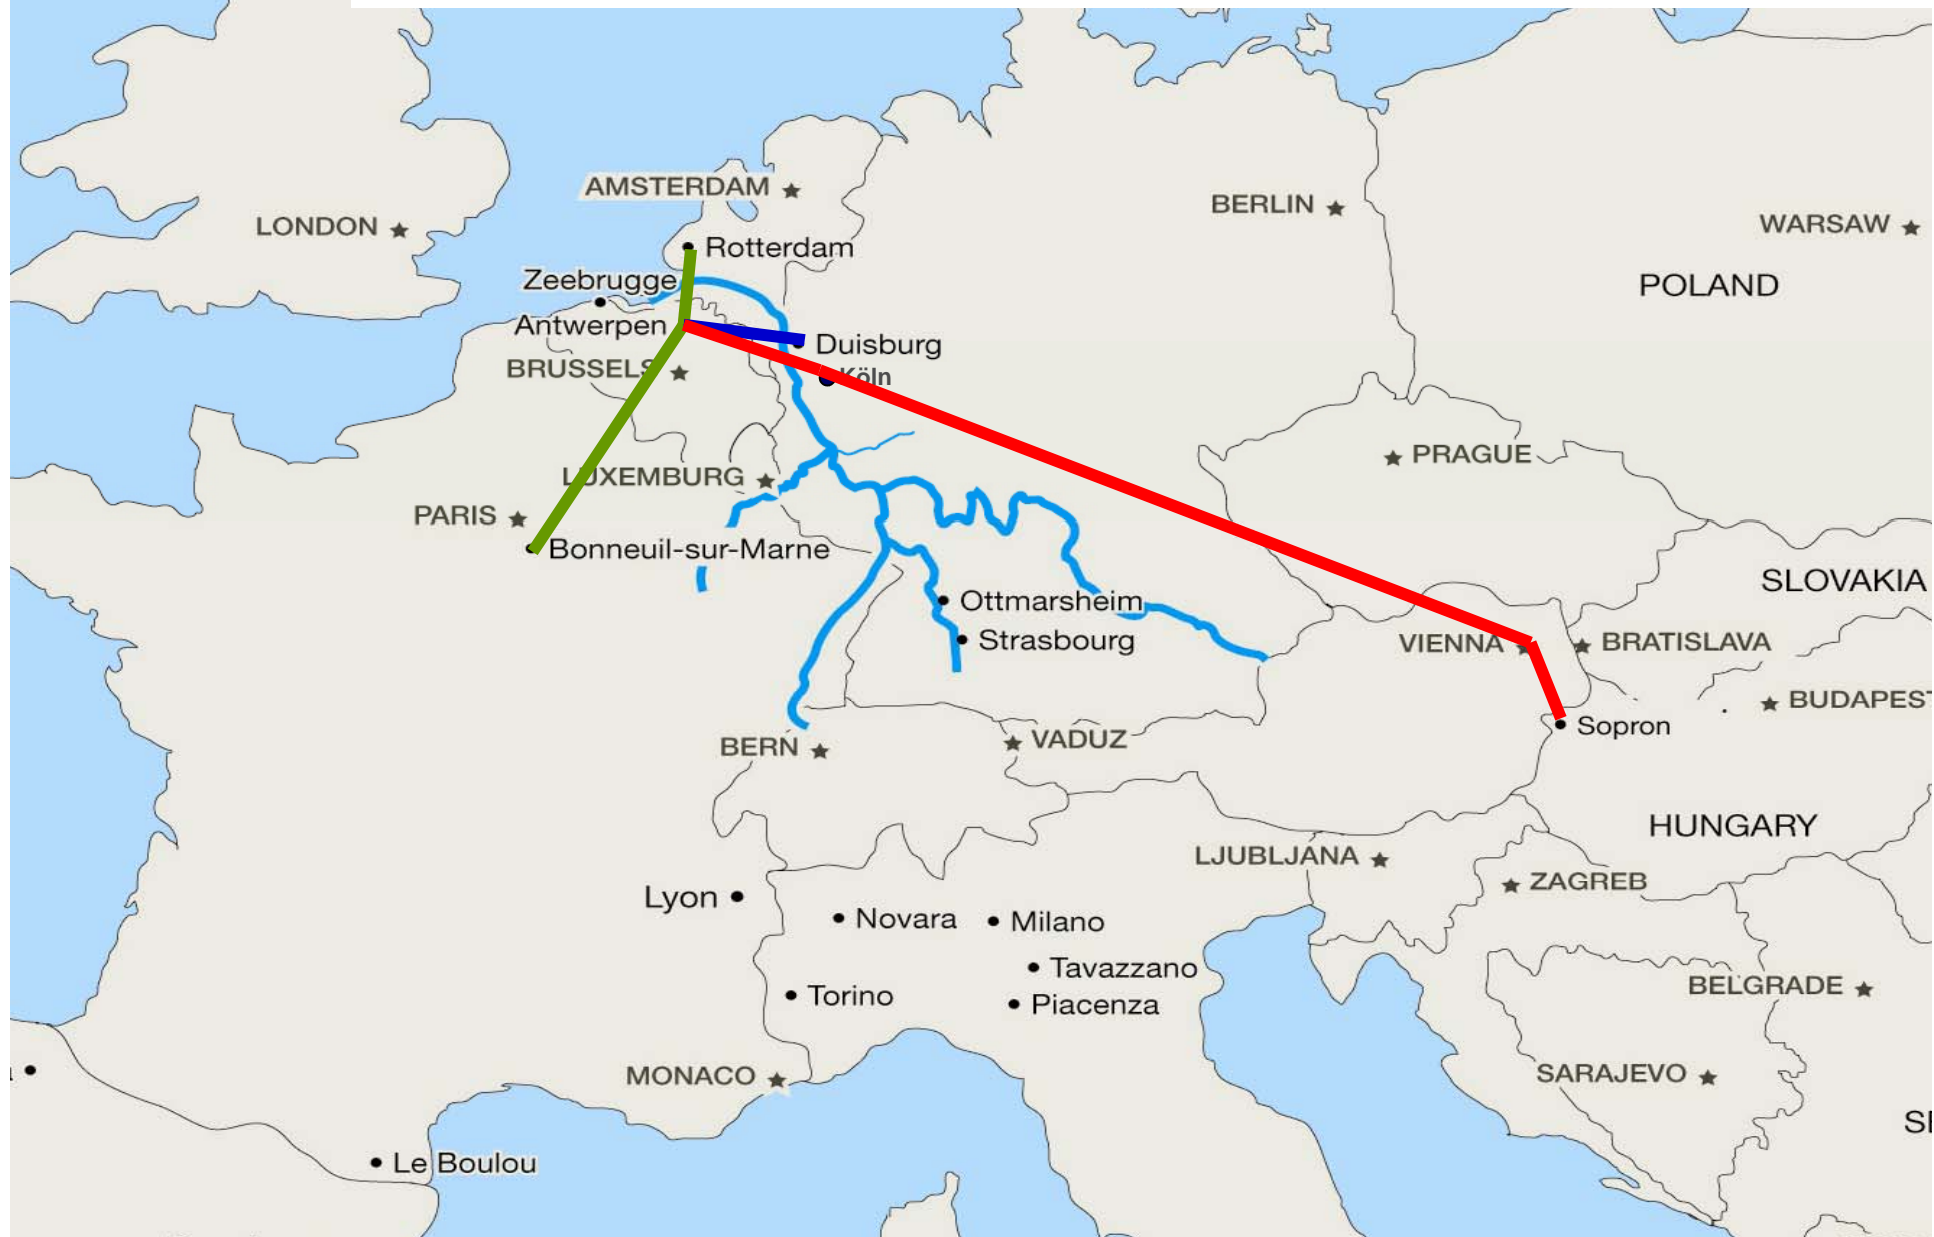 AMSTERDAM
BERLIN
LONDON
WARSAW
Rotterdam
Zeebrugge
POLAND
Antwerpen
Duisburg
BRUSSELS
Köln
PRAGUE
LUXEMBURG
PARIS
Bonneuil-sur-Marne
SLOVAKIA
Ottmarsheim
Strasbourg
VIENNA
BRATISLAVA
BUDAPEST
Sopron
BERN
VADUZ
HUNGARY
LJUBLJANA
ZAGREB
Lyon
Novara
Milano
Tavazzano
BELGRADE
Torino
Piacenza
MONACO
SARAJEVO
Le Boulou